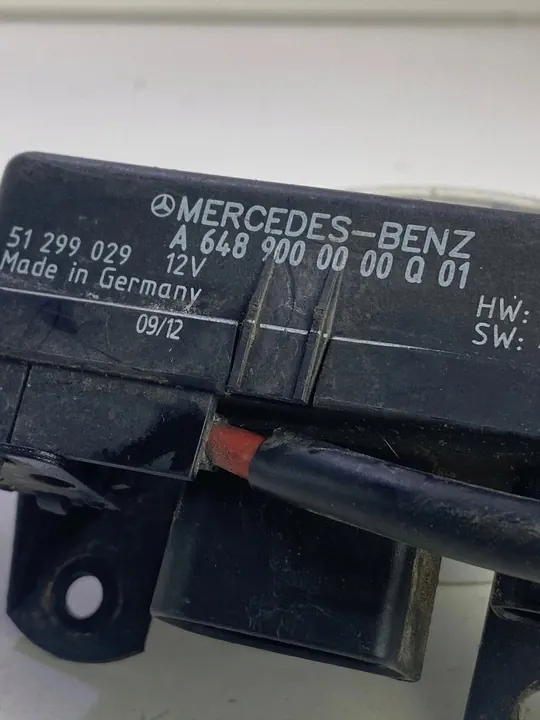 MERCEDES-BENZ
A 648 900 00 00 Q 01
51 299 029 12V
Made in Germany
09/12
HW:
SW: